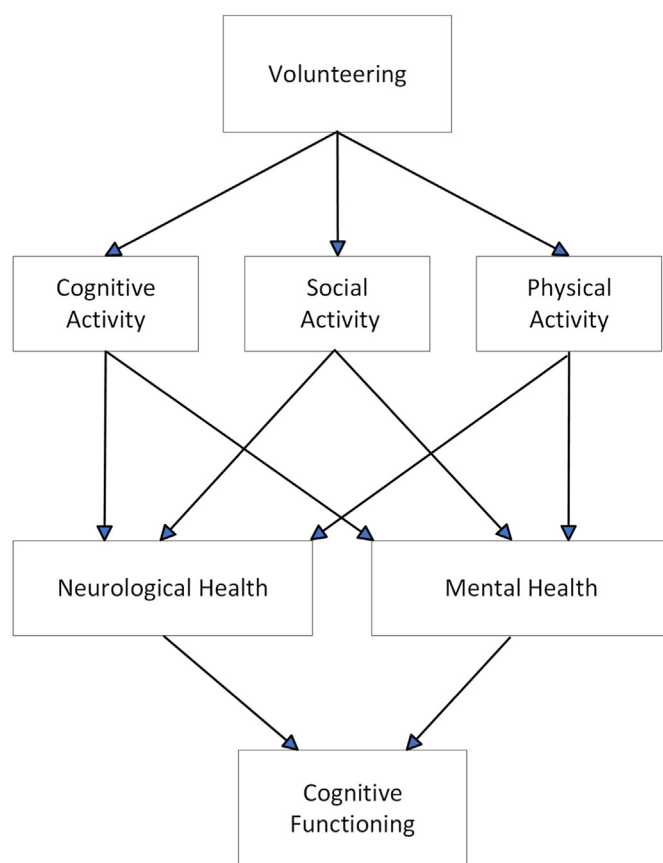 Volunteering
Cognitive
Activity
Social
Activity
Physical
Activity
Neurological Health
Mental Health
Cognitive
Functioning